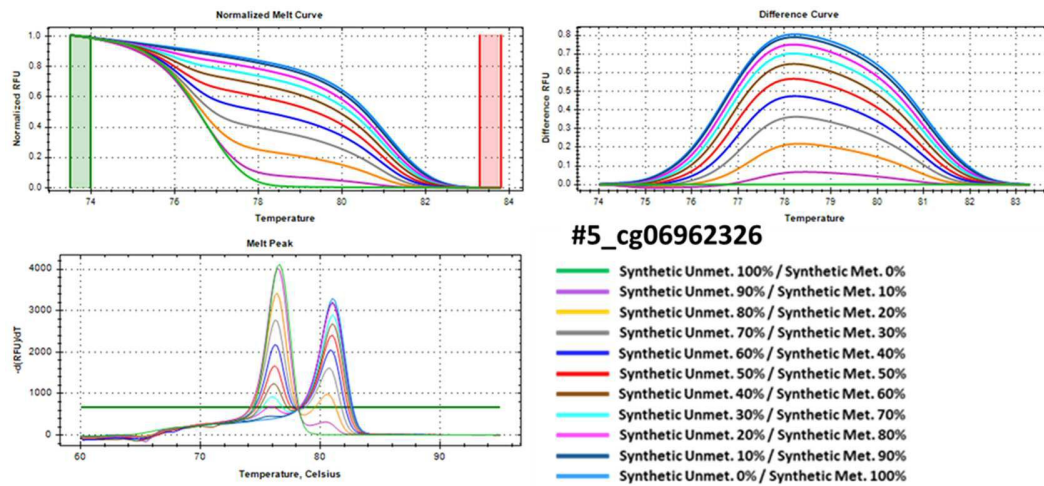 Normalized Melt Curve
Normalized RFU
1.0
0.8
0.6
0.4
0.2
0.0
74 76 78 80 82 84
Temperature
Difference Curve
Difference RFU
0.8
0.7
0.6
0.5
0.4
0.3
0.2
0.1
0.0
74 75 76 77 78 79 80 81 82 83
Temperature
Melt Peak
-d(RFU)/dT
4000
3000
2000
1000
0
60 70 80 90
Temperature, Celsius
#5_cg06962326
Synthetic Unmet. 100% / Synthetic Met. 0%
Synthetic Unmet. 90% / Synthetic Met. 10%
Synthetic Unmet. 80% / Synthetic Met. 20%
Synthetic Unmet. 70% / Synthetic Met. 30%
Synthetic Unmet. 60% / Synthetic Met. 40%
Synthetic Unmet. 50% / Synthetic Met. 50%
Synthetic Unmet. 40% / Synthetic Met. 60%
Synthetic Unmet. 30% / Synthetic Met. 70%
Synthetic Unmet. 20% / Synthetic Met. 80%
Synthetic Unmet. 10% / Synthetic Met. 90%
Synthetic Unmet. 0% / Synthetic Met. 100%